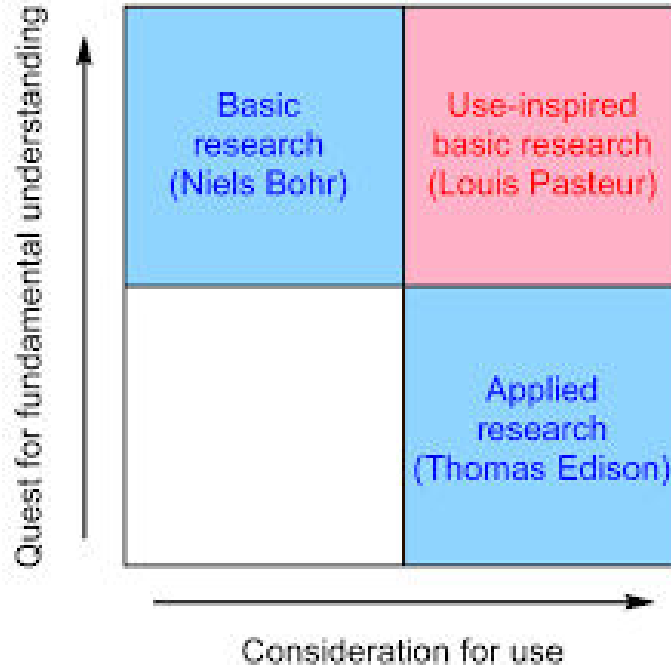 Quest for fundamental understanding
Basic
research
(Niels Bohr)
Use-inspired
basic research
(Louis Pasteur)
Applied
research
(Thomas Edison)
Consideration for use